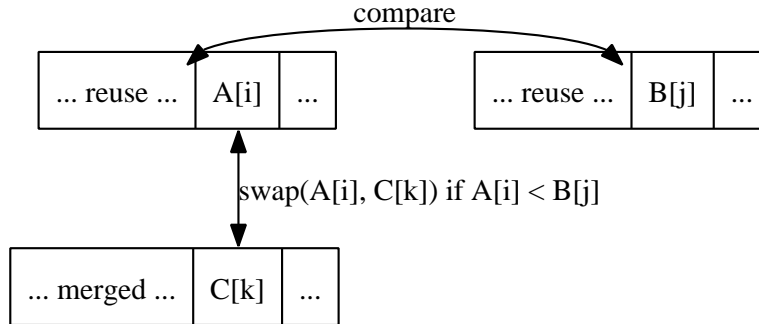 compare
... reuse ... A[i] ... ... reuse ... B[j] ...
swap(A[i], C[k]) if A[i] < B[j]
... merged ... C[k] ...